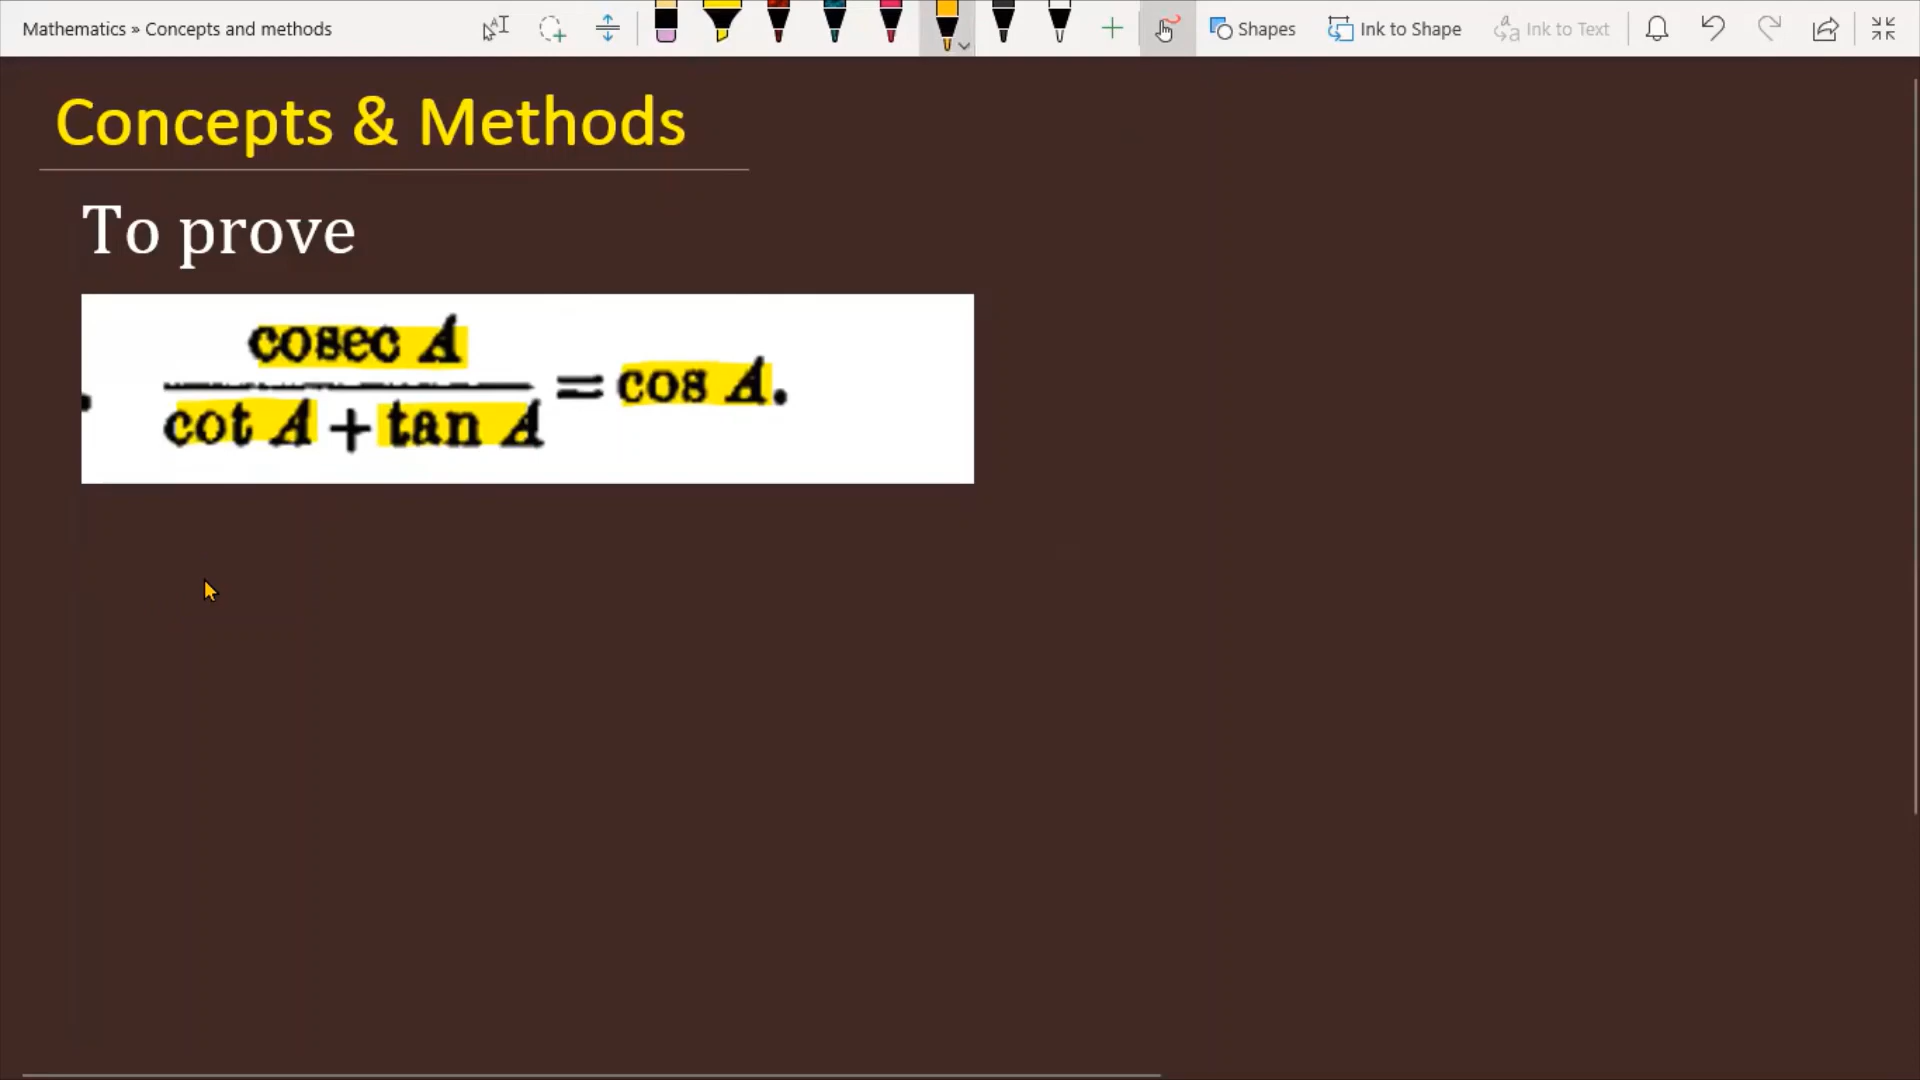 Mathematics » Concepts and methods
Shapes
Ink to Shape
Ink to Text
Concepts & Methods
To prove
cosec A
cot A + tan A
= cos A.